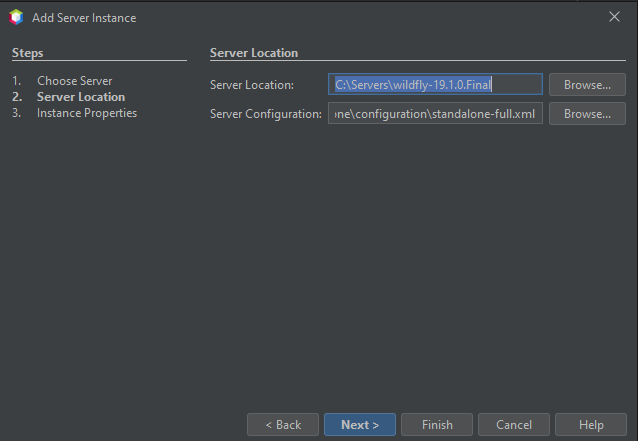 Add Server Instance
Steps
1. Choose Server
2. Server Location
3. Instance Properties
Server Location
Server Location: C:\Servers\wildfly-19.1.0.Final Browse...
Server Configuration: ne\configuration\standalone-full.xml Browse...
< Back Next > Finish Cancel Help